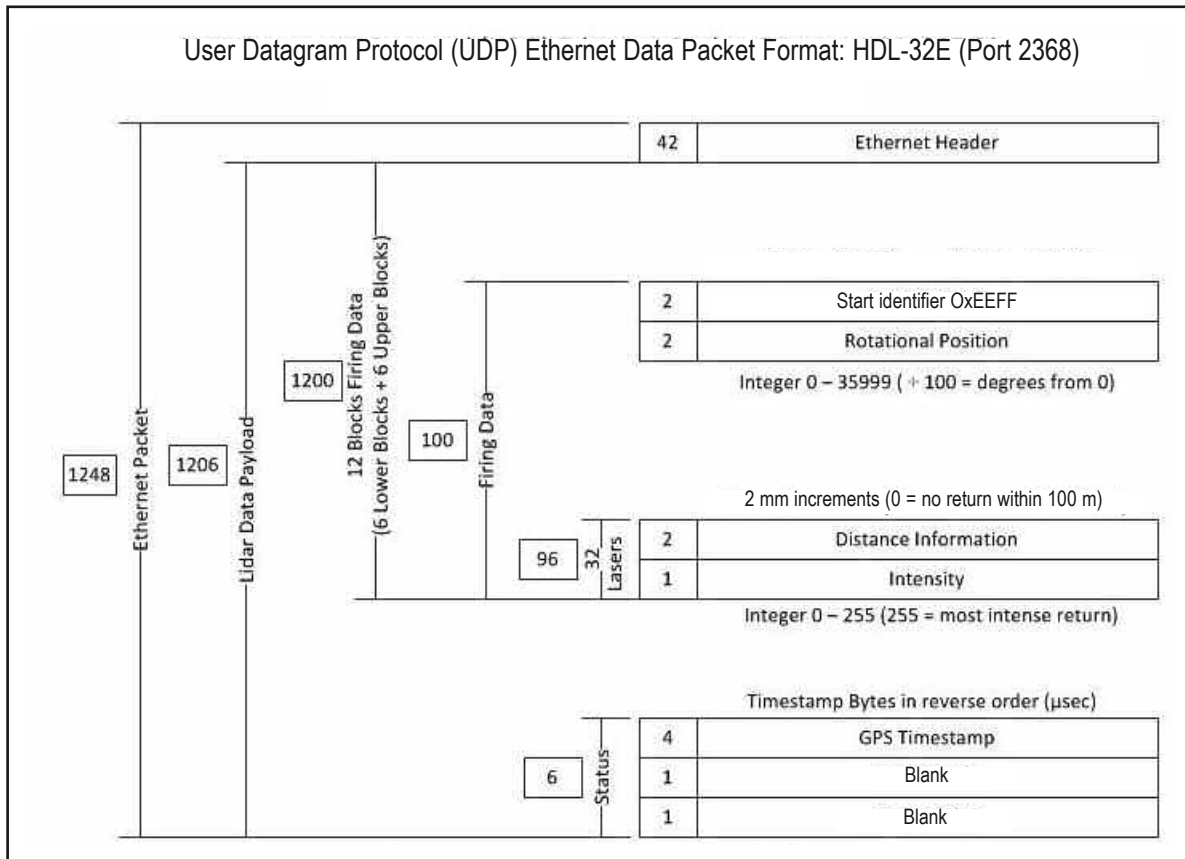 User Datagram Protocol (UDP) Ethernet Data Packet Format: HDL-32E (Port 2368)
42 Ethernet Header
2 Start identifier OxEEFF
2 Rotational Position
Integer 0 – 35999 ( ÷ 100 = degrees from 0)
1248
Ethernet Packet
1206
Lidar Data Payload
1200
12 Blocks Firing Data
(6 Lower Blocks + 6 Upper Blocks)
100
Firing Data
2 mm increments (0 = no return within 100 m)
96
32
Lasers
2 Distance Information
1 Intensity
Integer 0 – 255 (255 = most intense return)
Timestamp Bytes in reverse order (µsec)
6
Status
4 GPS Timestamp
1 Blank
1 Blank